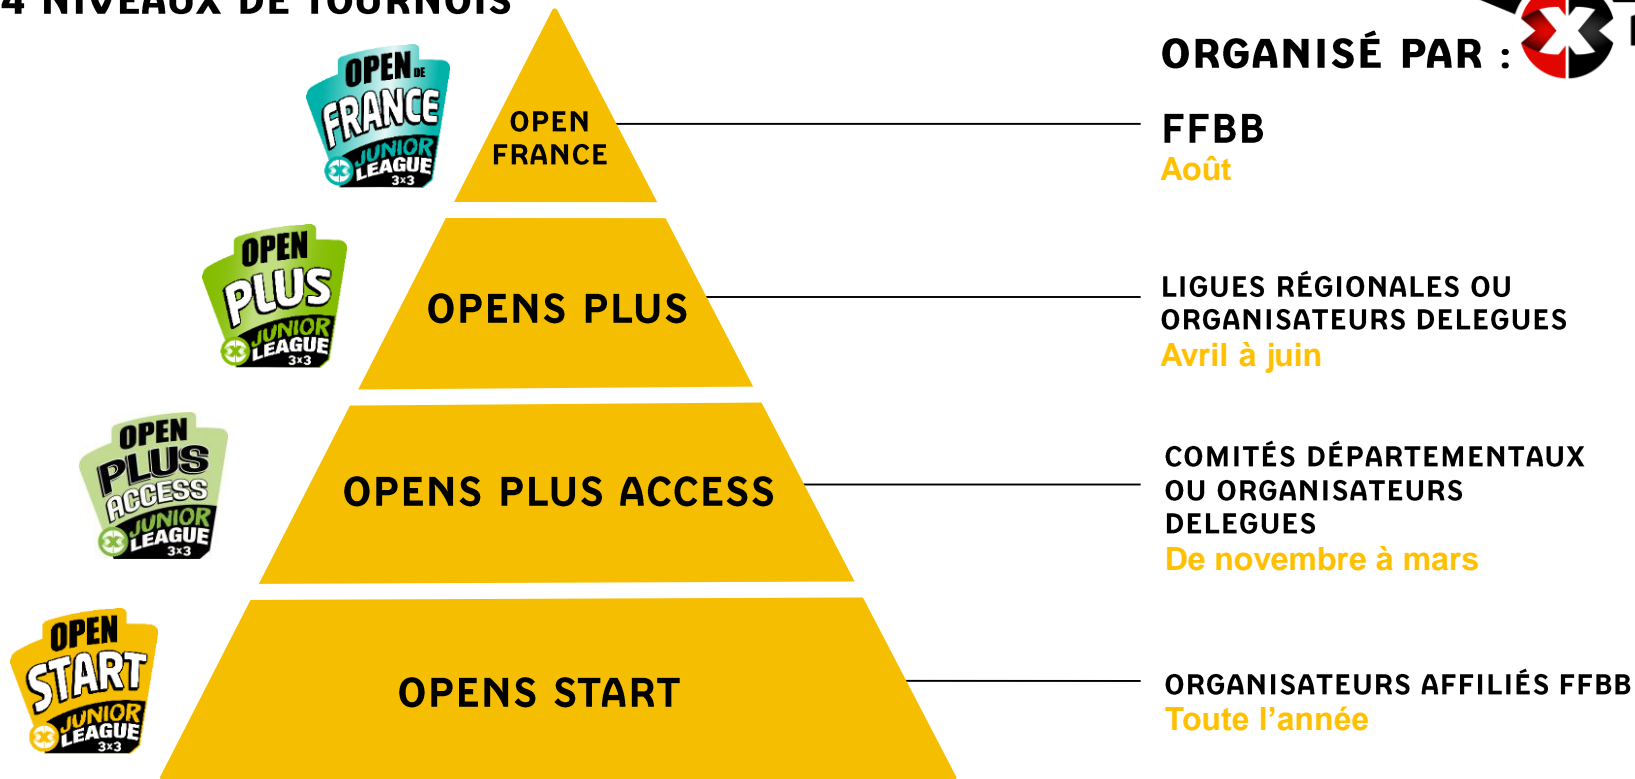 4 NIVEAUX DE TOURNOIS
ORGANISÉ PAR :
OPEN DE
FRANCE
JUNIOR
LEAGUE
3x3
OPEN
FRANCE
FFBB
Août
OPEN
PLUS
JUNIOR
LEAGUE
3x3
OPENS PLUS
LIGUES RÉGIONALES OU
ORGANISATEURS DELEGUES
Avril à juin
OPEN
PLUS
ACCESS
JUNIOR
LEAGUE
3x3
OPENS PLUS ACCESS
COMITÉS DÉPARTEMENTAUX
OU ORGANISATEURS
DELEGUES
De novembre à mars
OPEN
START
JUNIOR
LEAGUE
3x3
OPENS START
ORGANISATEURS AFFILIÉS FFBB
Toute l’année